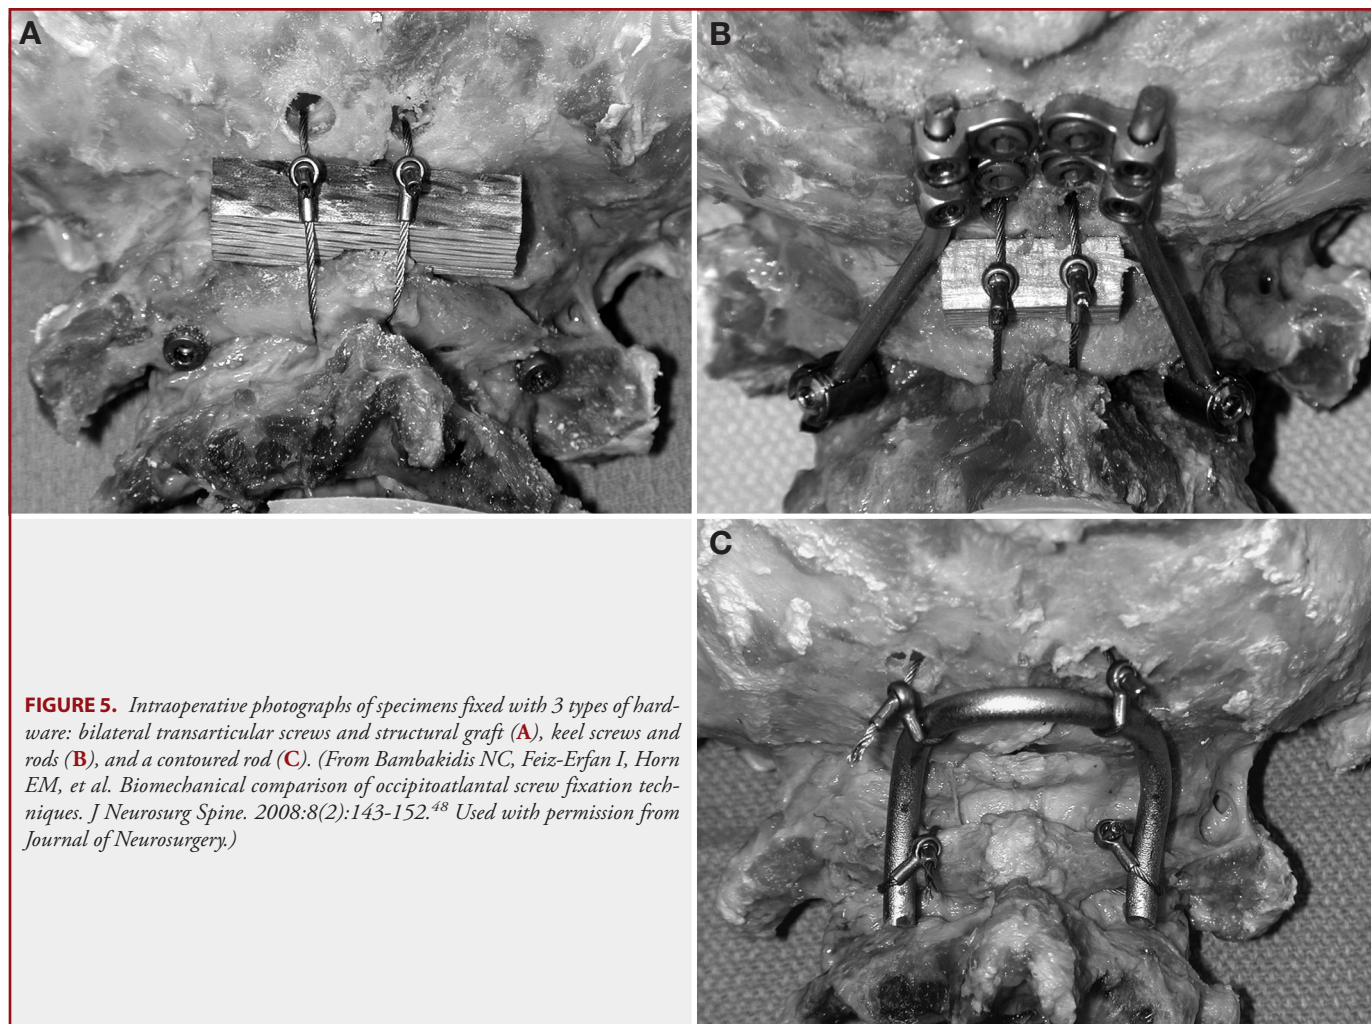 A
B
C
FIGURE 5. Intraoperative photographs of specimens fixed with 3 types of hard-
ware: bilateral transarticular screws and structural graft (A), keel screws and
rods (B), and a contoured rod (C). (From Bambakidis NC, Feiz-Erfan I, Horn
EM, et al. Biomechanical comparison of occipitoatlantal screw fixation tech-
niques. J Neurosurg Spine. 2008:8(2):143-152.48 Used with permission from
Journal of Neurosurgery.)